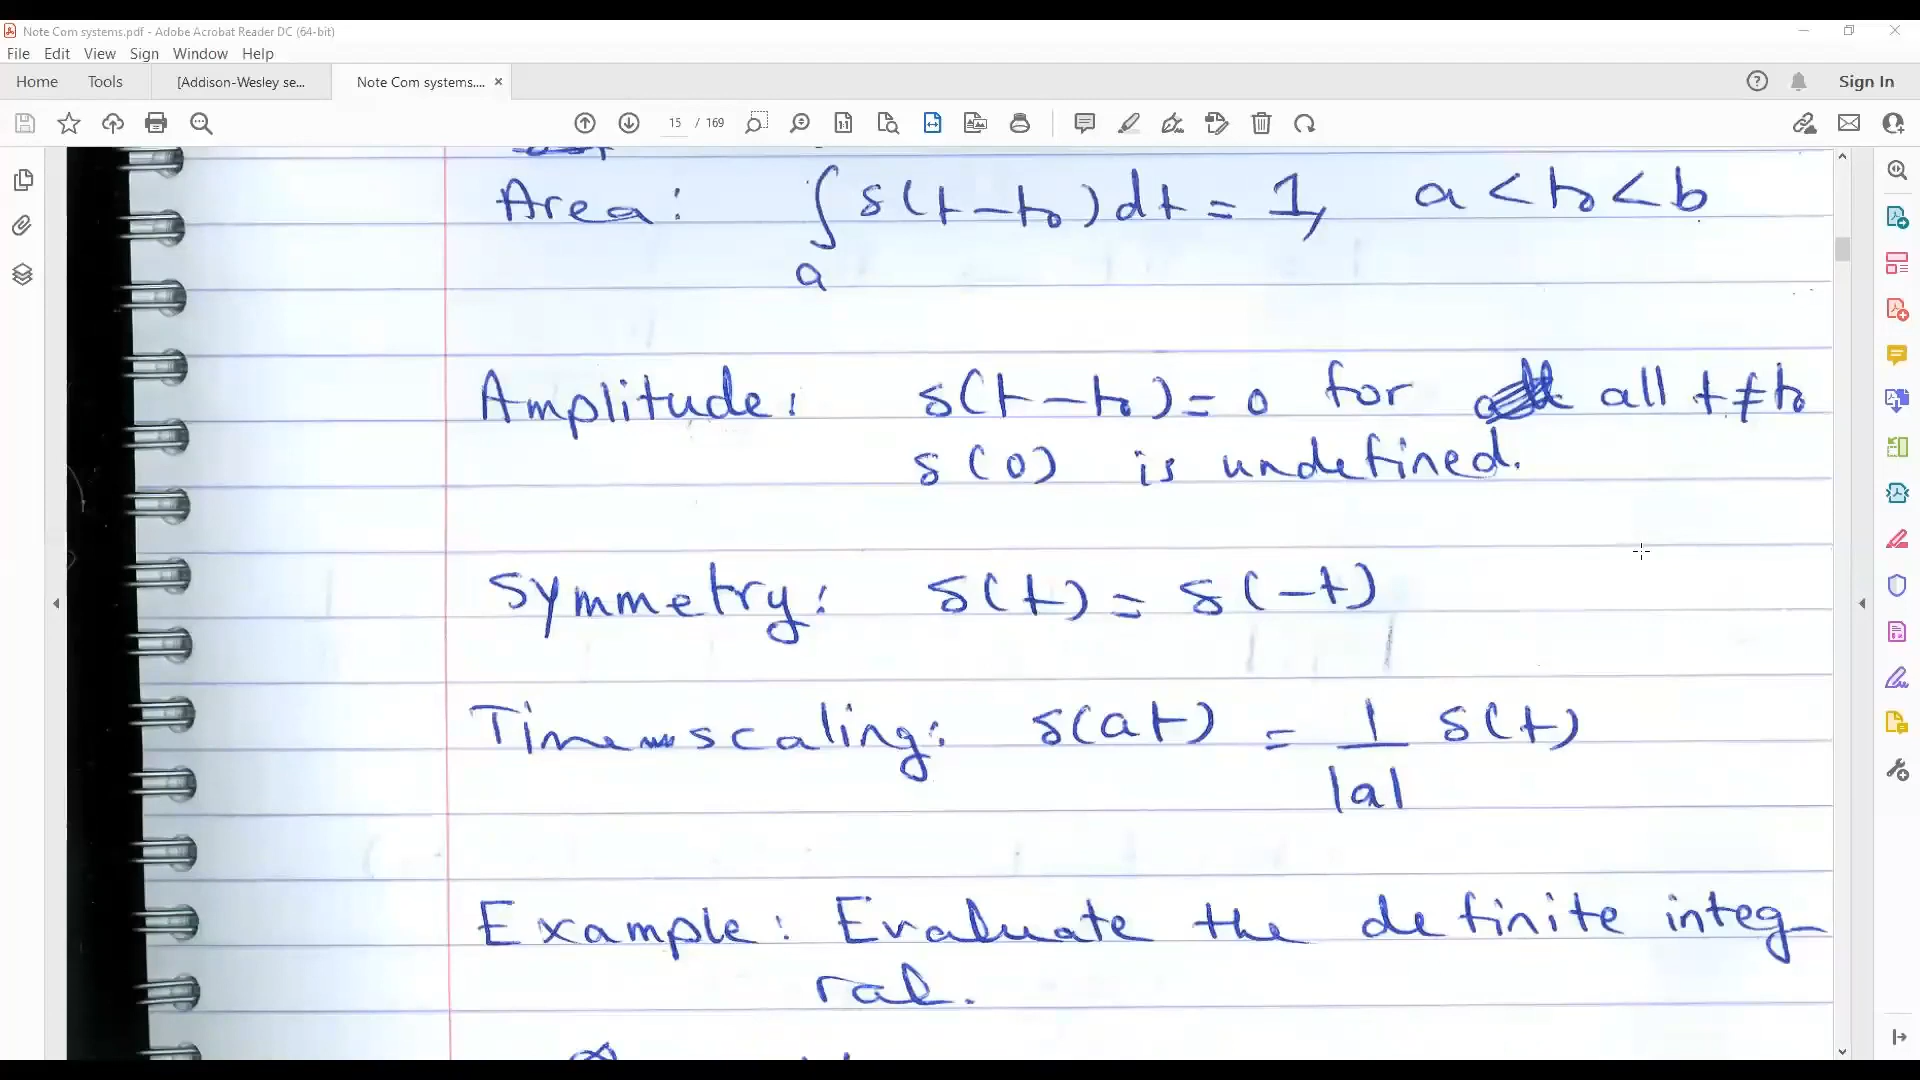 Note Com systems.pdf - Adobe Acrobat Reader DC (64-bit)
File Edit View Sign Window Help
Home Tools [Addison-Wesley se... Note Com systems.... × Sign In
15 / 169
Area: ∫ δ(t-t₀)dt = 1, a < t₀ < b
a
Amplitude: δ(t-t₀) = 0 for all t≠t₀
δ(0) is undefined.
Symmetry: δ(t) = δ(-t)
Time scaling: δ(at) = 1/|a| δ(t)
Example: Evaluate the definite integ-
ral.